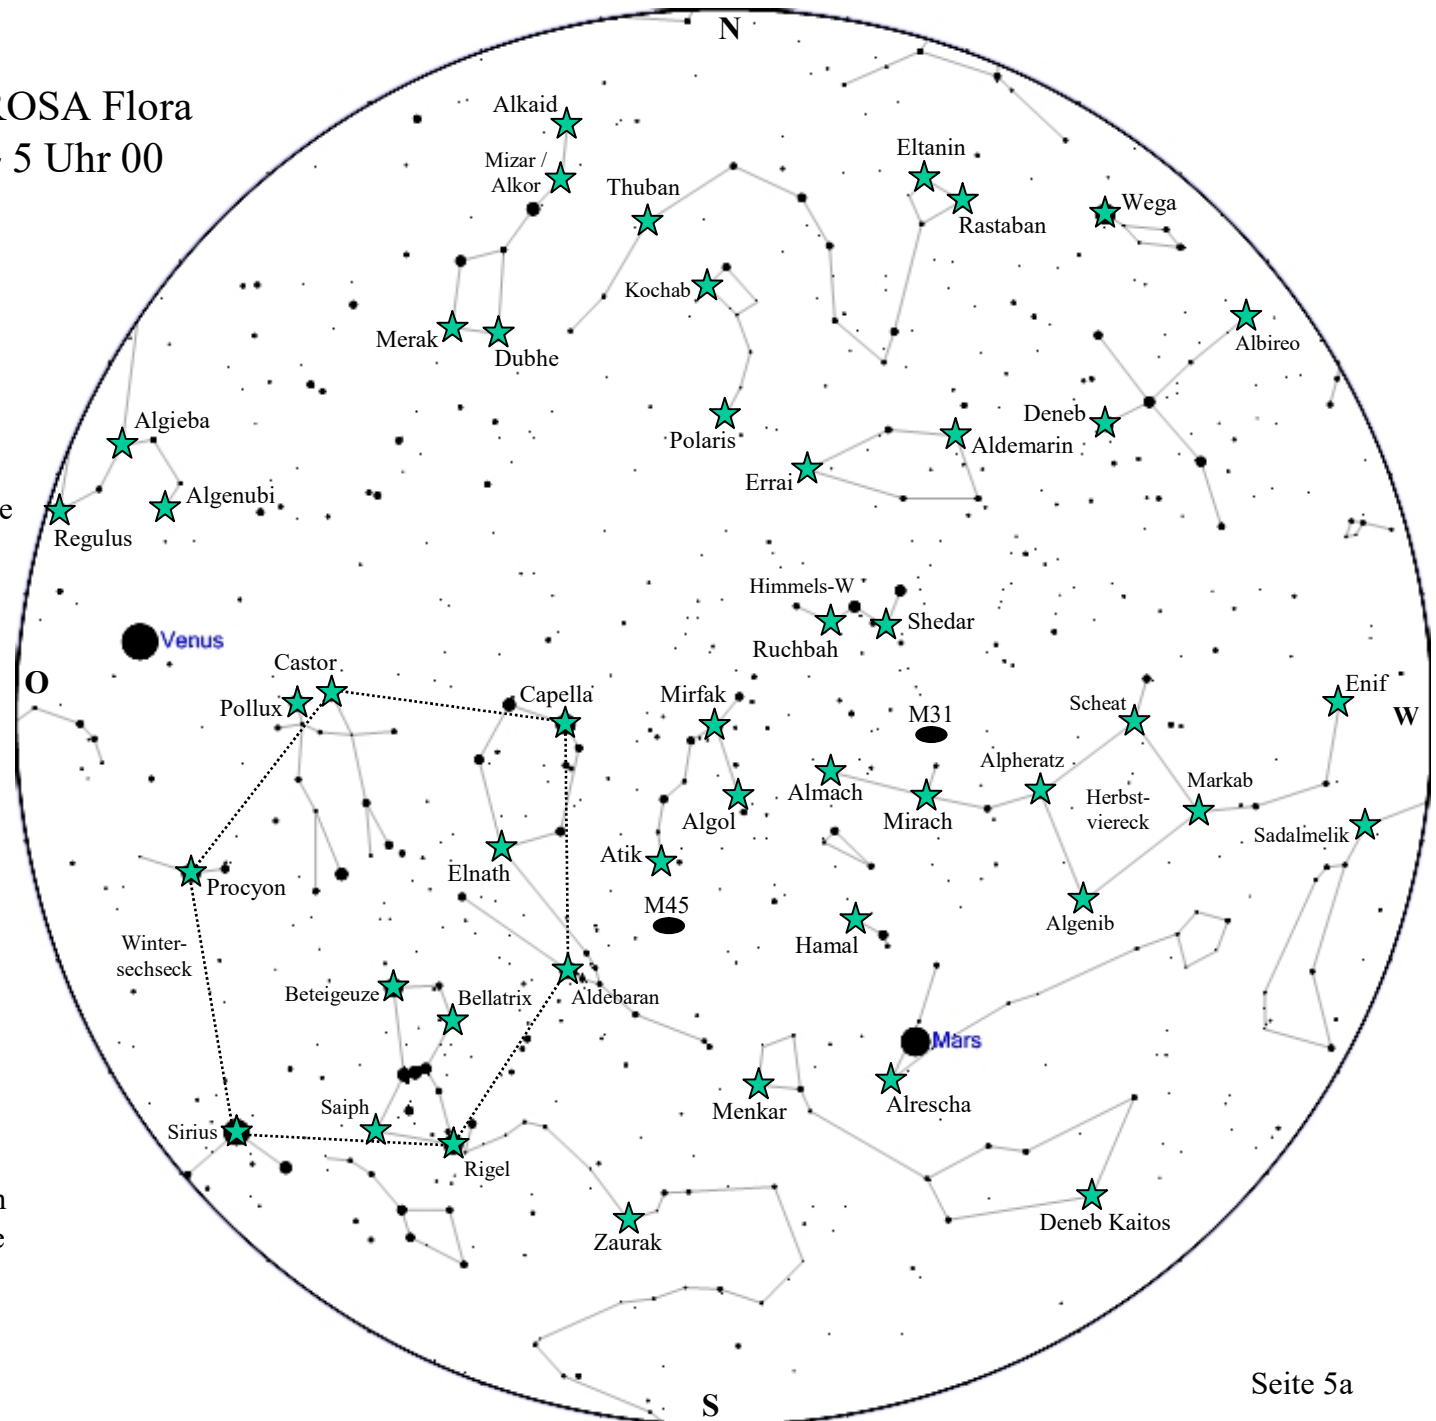 N
ROSA Flora
5 Uhr 00
Alkaid
Mizar /
Alkor
Thuban
Eltanin
Rastaban
Wega
Kochab
Merak
Dubhe
Albireo
Algieba
Polaris
Deneb
Aldemarin
Errai
Algenubi
e
Regulus
Himmels-W
Shedar
Ruchbah
Venus
O
Castor
Pollux
Capella
Mirfak
M31
Scheat
Enif
W
Alpheratz
Almach
Mirach
Herbst-
viereck
Markab
Algol
Sadalmelik
Atik
Elnath
Procyon
M45
Hamal
Algenib
Winter-
sechseck
Beteigeuze
Bellatrix
Aldebaran
Mars
Menkar
Alrescha
Saiph
Sirius
Rigel
n
Deneb Kaitos
e
Zaurak
Seite 5a
S